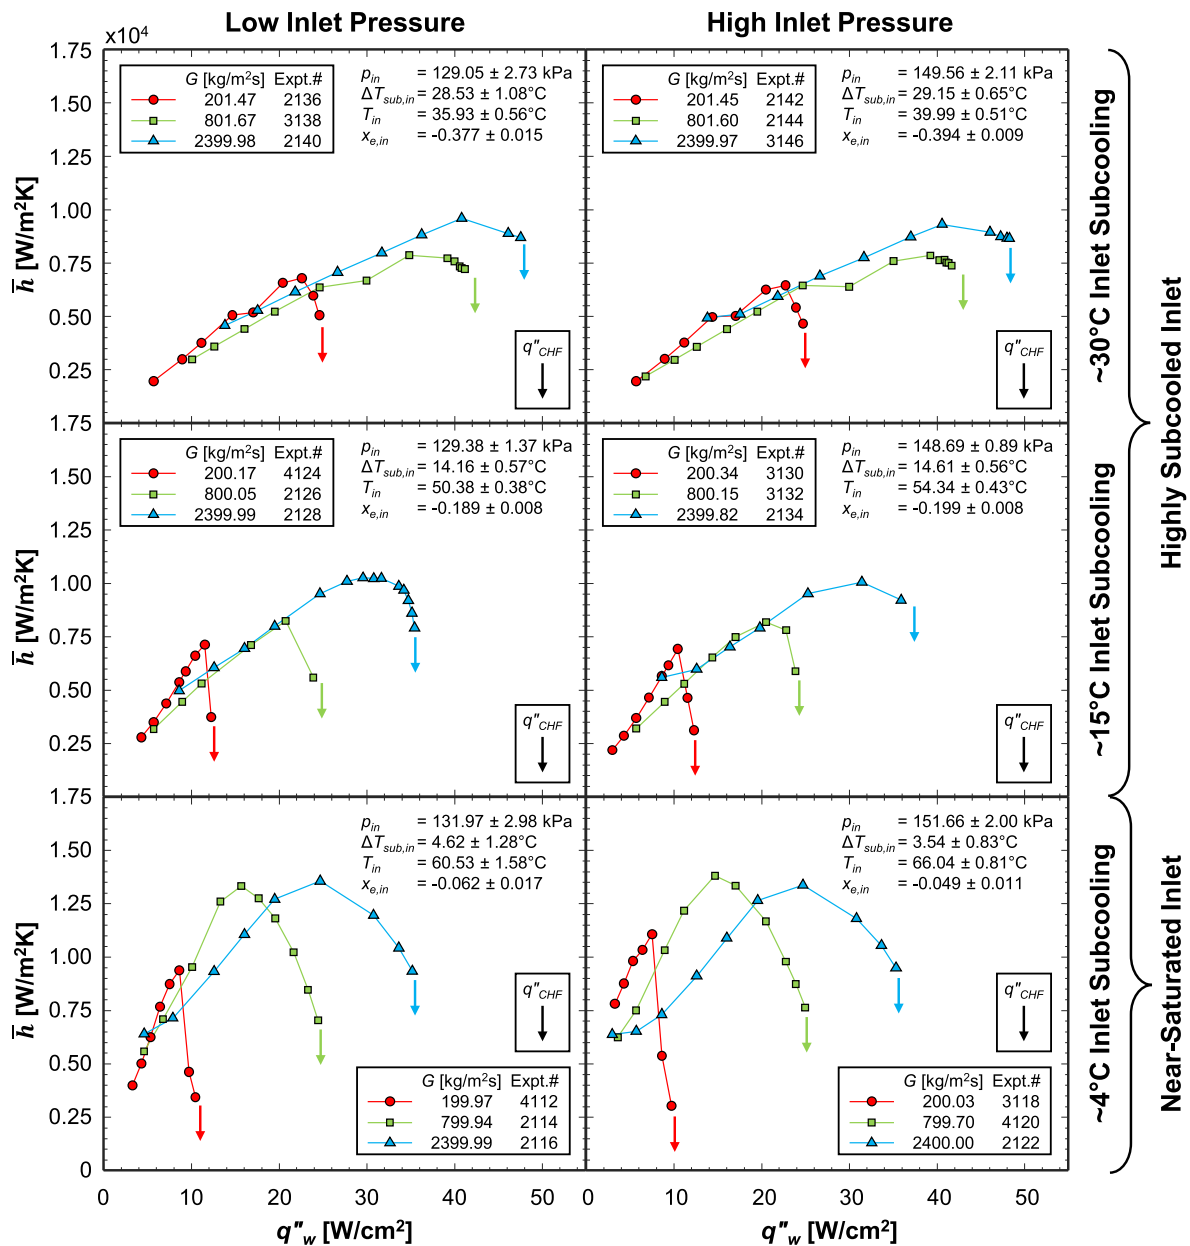 Low Inlet Pressure
High Inlet Pressure
x10⁴
1.75
1.50
1.25
1.00
0.75
0.50
0.25
h̅ [W/m²K]
G [kg/m²s] Expt.#
201.47 2136
801.67 3138
2399.98 2140
p_in = 129.05 ± 2.73 kPa
ΔT_sub,in = 28.53 ± 1.08°C
T_in = 35.93 ± 0.56°C
x_e,in = -0.377 ± 0.015
q″_CHF
G [kg/m²s] Expt.#
201.45 2142
801.60 2144
2399.97 3146
p_in = 149.56 ± 2.11 kPa
ΔT_sub,in = 29.15 ± 0.65°C
T_in = 39.99 ± 0.51°C
x_e,in = -0.394 ± 0.009
q″_CHF
~30°C Inlet Subcooling
1.75
1.50
1.25
1.00
0.75
0.50
0.25
h̅ [W/m²K]
G [kg/m²s] Expt.#
200.17 4124
800.05 2126
2399.99 2128
p_in = 129.38 ± 1.37 kPa
ΔT_sub,in = 14.16 ± 0.57°C
T_in = 50.38 ± 0.38°C
x_e,in = -0.189 ± 0.008
q″_CHF
G [kg/m²s] Expt.#
200.34 3130
800.15 3132
2399.82 2134
p_in = 148.69 ± 0.89 kPa
ΔT_sub,in = 14.61 ± 0.56°C
T_in = 54.34 ± 0.43°C
x_e,in = -0.199 ± 0.008
q″_CHF
~15°C Inlet Subcooling
Highly Subcooled Inlet
1.75
1.50
1.25
1.00
0.75
0.50
0.25
0
h̅ [W/m²K]
p_in = 131.97 ± 2.98 kPa
ΔT_sub,in = 4.62 ± 1.28°C
T_in = 60.53 ± 1.58°C
x_e,in = -0.062 ± 0.017
q″_CHF
G [kg/m²s] Expt.#
199.97 4112
799.94 2114
2399.99 2116
p_in = 151.66 ± 2.00 kPa
ΔT_sub,in = 3.54 ± 0.83°C
T_in = 66.04 ± 0.81°C
x_e,in = -0.049 ± 0.011
q″_CHF
G [kg/m²s] Expt.#
200.03 3118
799.70 4120
2400.00 2122
~4°C Inlet Subcooling
Near-Saturated Inlet
0 10 20 30 40 50
0 10 20 30 40 50
q″_w [W/cm²]
q″_w [W/cm²]